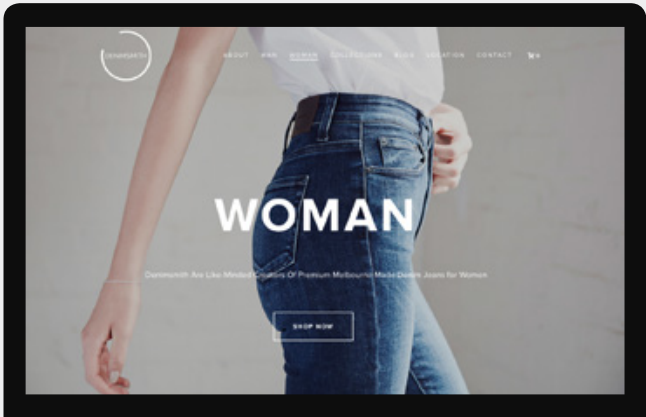 DENIMSMITH
ABOUT MAN WOMAN COLLECTIONS BLOG LOCATION CONTACT
WOMAN
Denimsmith Are Like-Minded Creators Of Premium Melbourne Made Denim Jeans for Women
SHOP NOW